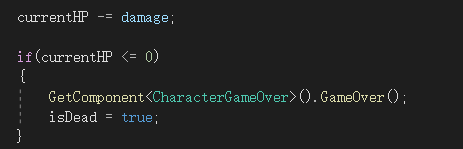 currentHP -= damage;
if(currentHP <= 0)
{
GetComponent<CharacterGameOver>().GameOver();
isDead = true;
}